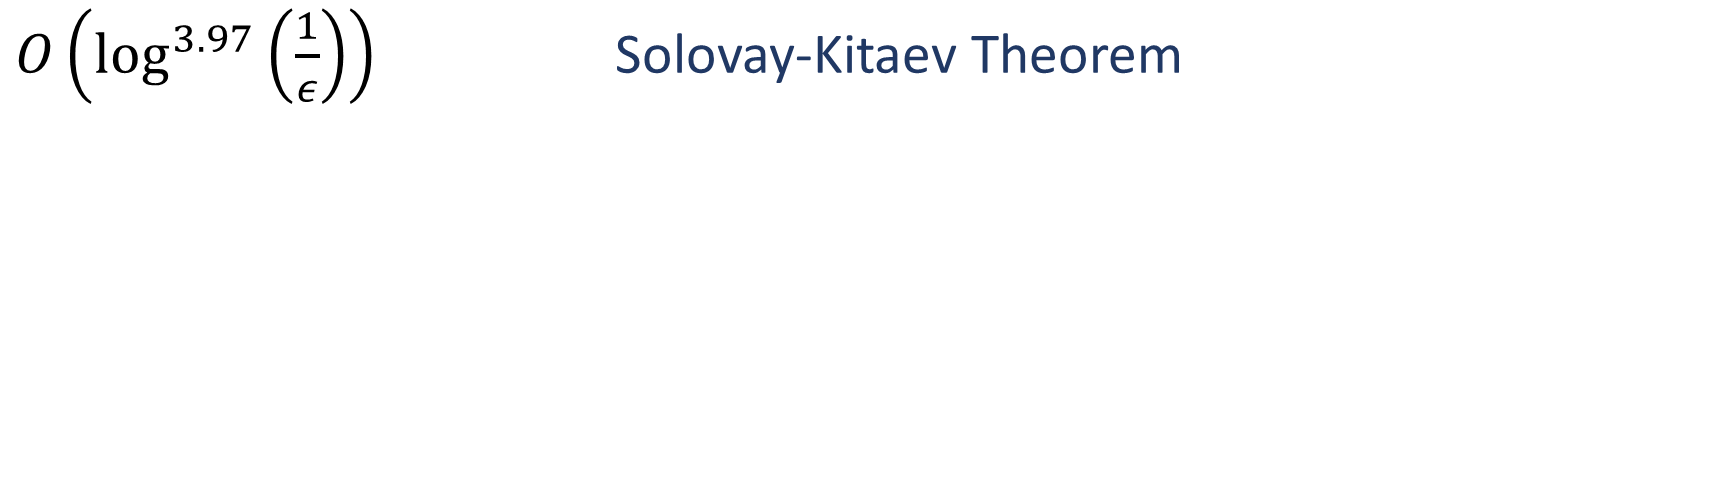 O(log^3.97(1/ϵ)) Solovay-Kitaev Theorem